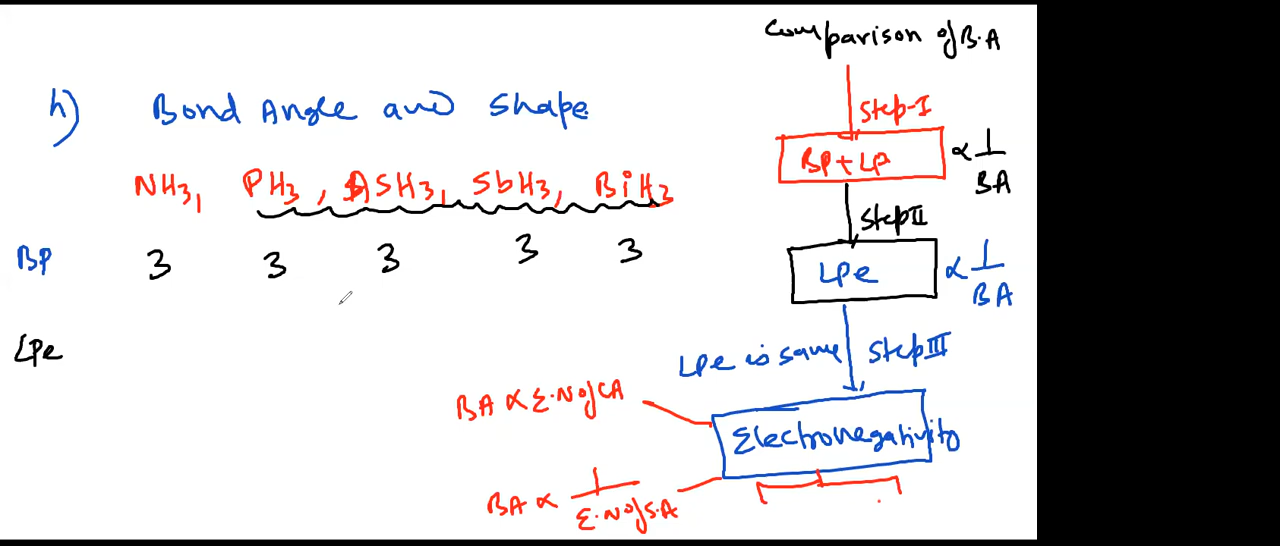 Comparison of B.A
h) Bond Angle and Shape
Step-I
BP + LP ∝ 1/BA
NH3, PH3, ASH3, SbH3, BiH3
Step II
BP 3 3 3 3 3
LPe ∝ 1/BA
LPe
LPe is same Step III
BA ∝ E.N of CA
Electronegativity
BA ∝ 1/E.N of S.A